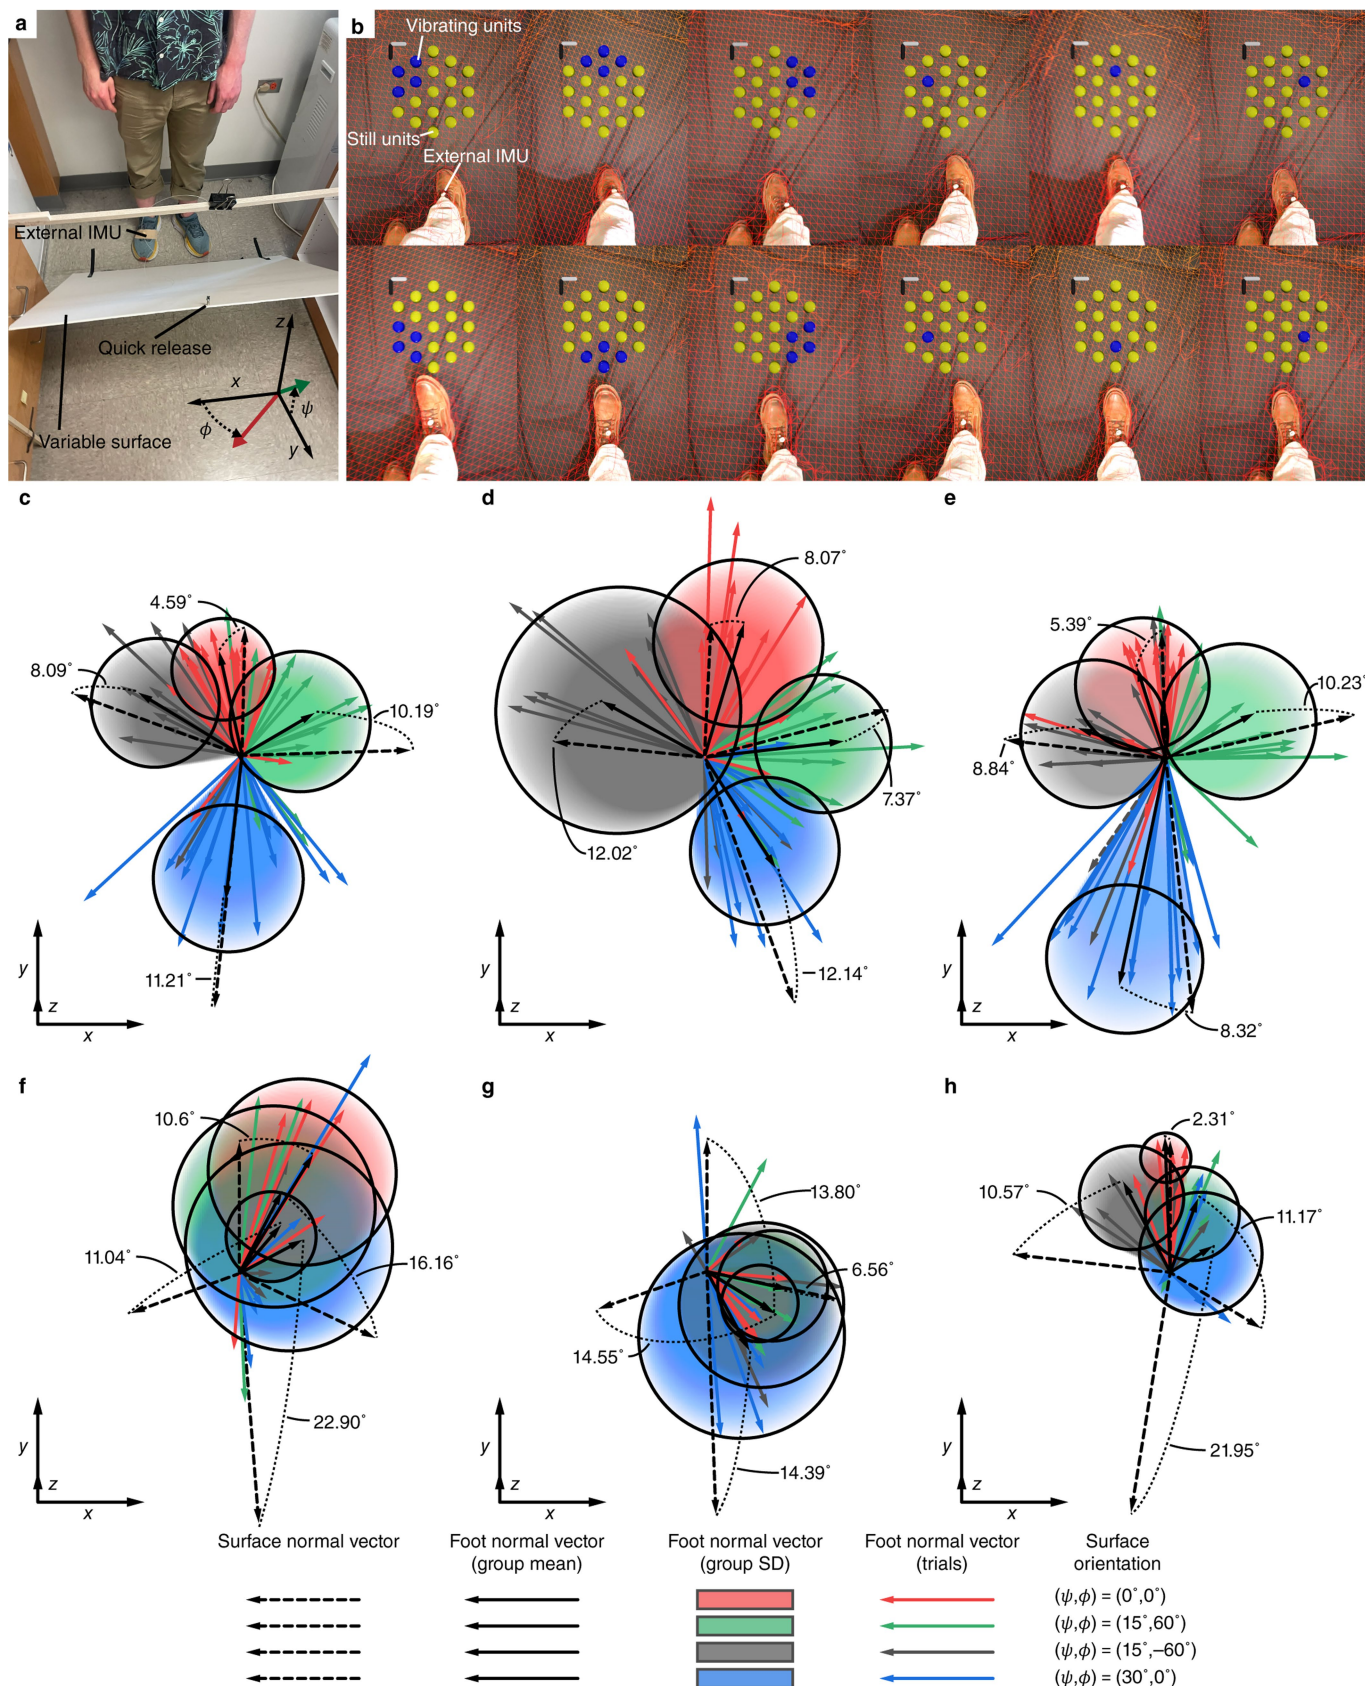 a
External IMU
Quick release
Variable surface
z
x
ψ
ϕ
y
b
Vibrating units
Still units
External IMU
c
4.59°
8.09°
10.19°
11.21°
y
z
x
d
8.07°
7.37°
12.02°
12.14°
y
z
x
e
5.39°
10.23°
8.84°
8.32°
y
z
x
f
10.6°
11.04°
16.16°
22.90°
y
z
x
g
13.80°
6.56°
14.55°
14.39°
y
z
x
h
2.31°
10.57°
11.17°
21.95°
y
z
x
Surface normal vector
Foot normal vector
(group mean)
Foot normal vector
(group SD)
Foot normal vector
(trials)
Surface
orientation
(ψ,ϕ) = (0°,0°)
(ψ,ϕ) = (15°,60°)
(ψ,ϕ) = (15°,–60°)
(ψ,ϕ) = (30°,0°)